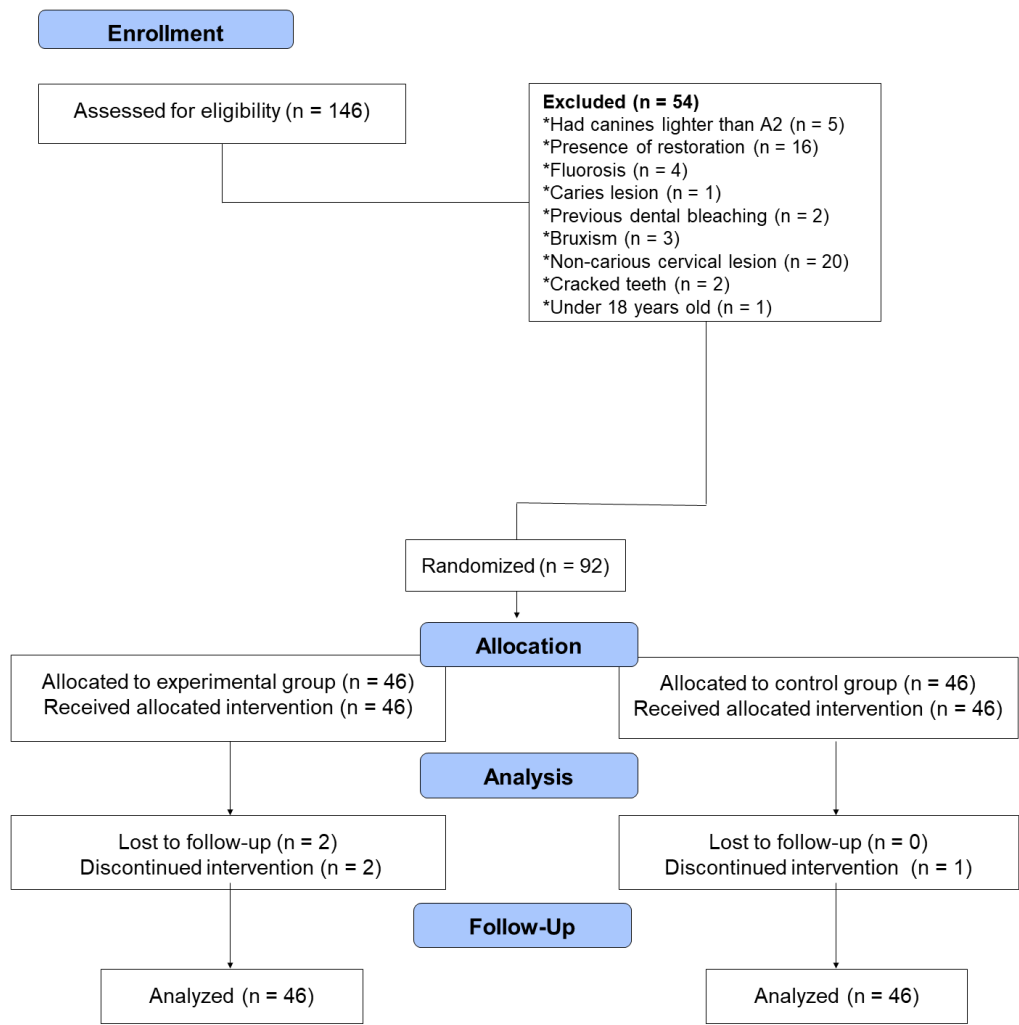 Enrollment
Assessed for eligibility (n = 146)
Excluded (n = 54)
*Had canines lighter than A2 (n = 5)
*Presence of restoration (n = 16)
*Fluorosis (n = 4)
*Caries lesion (n = 1)
*Previous dental bleaching (n = 2)
*Bruxism (n = 3)
*Non-carious cervical lesion (n = 20)
*Cracked teeth (n = 2)
*Under 18 years old (n = 1)
Randomized (n = 92)
Allocation
Allocated to experimental group (n = 46)
Received allocated intervention (n = 46)
Allocated to control group (n = 46)
Received allocated intervention (n = 46)
Analysis
Lost to follow-up (n = 2)
Discontinued intervention (n = 2)
Lost to follow-up (n = 0)
Discontinued intervention (n = 1)
Follow-Up
Analyzed (n = 46)
Analyzed (n = 46)